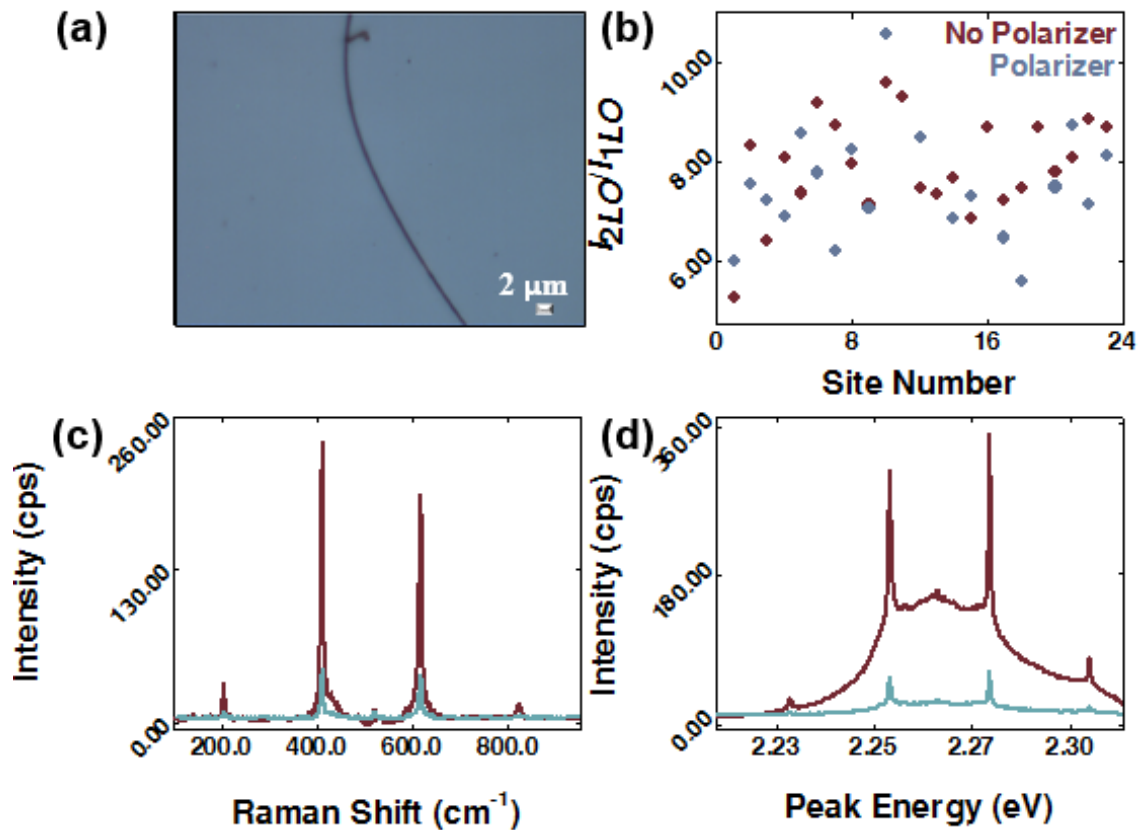 (a)
2 µm
(b)
No Polarizer
Polarizer
I2LO/I1LO
10.00
8.00
6.00
0 8 16 24
Site Number
(c)
Intensity (cps)
260.00
130.00
0.00
200.0 400.0 600.0 800.0
Raman Shift (cm⁻¹)
(d)
Intensity (cps)
360.00
180.00
0.00
2.23 2.25 2.27 2.30
Peak Energy (eV)